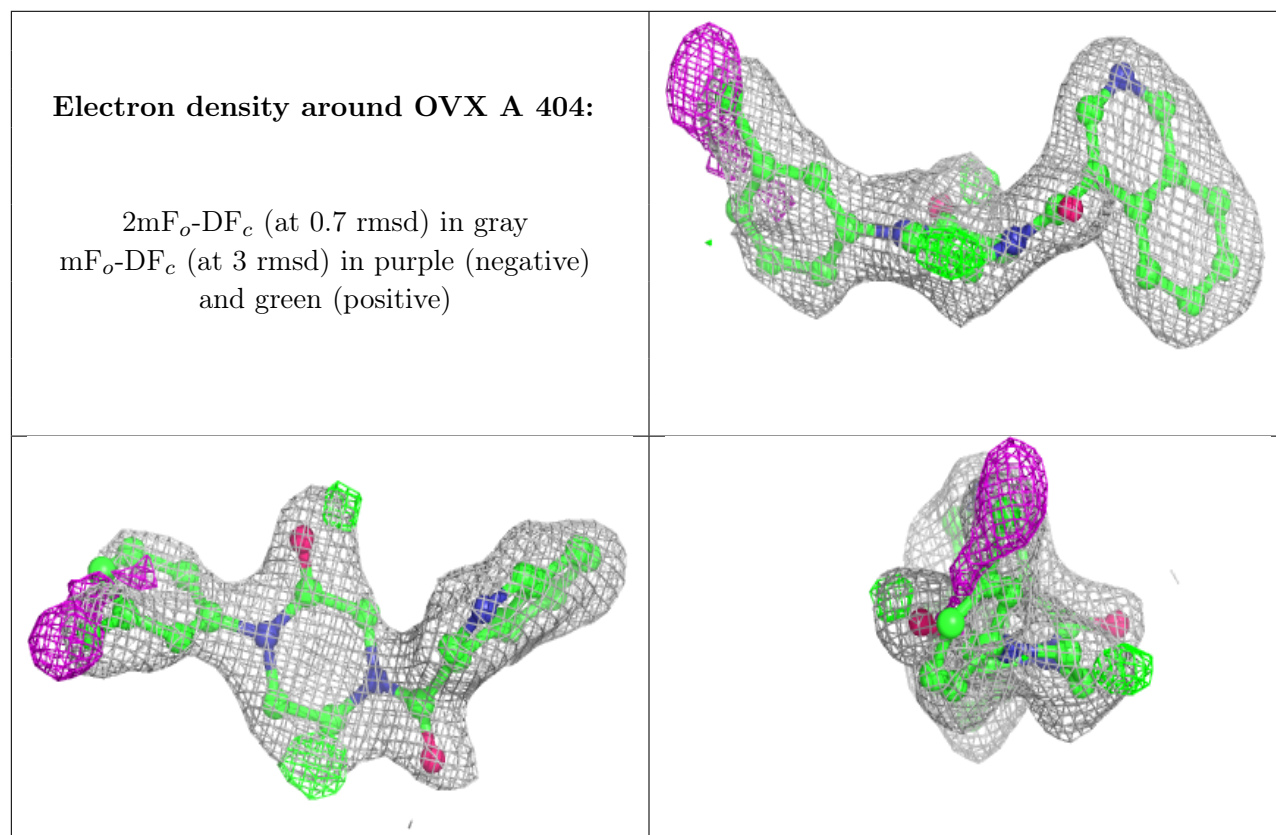 Electron density around OVX A 404:
2mFₒ-DF𝒸 (at 0.7 rmsd) in gray
mFₒ-DF𝒸 (at 3 rmsd) in purple (negative)
and green (positive)